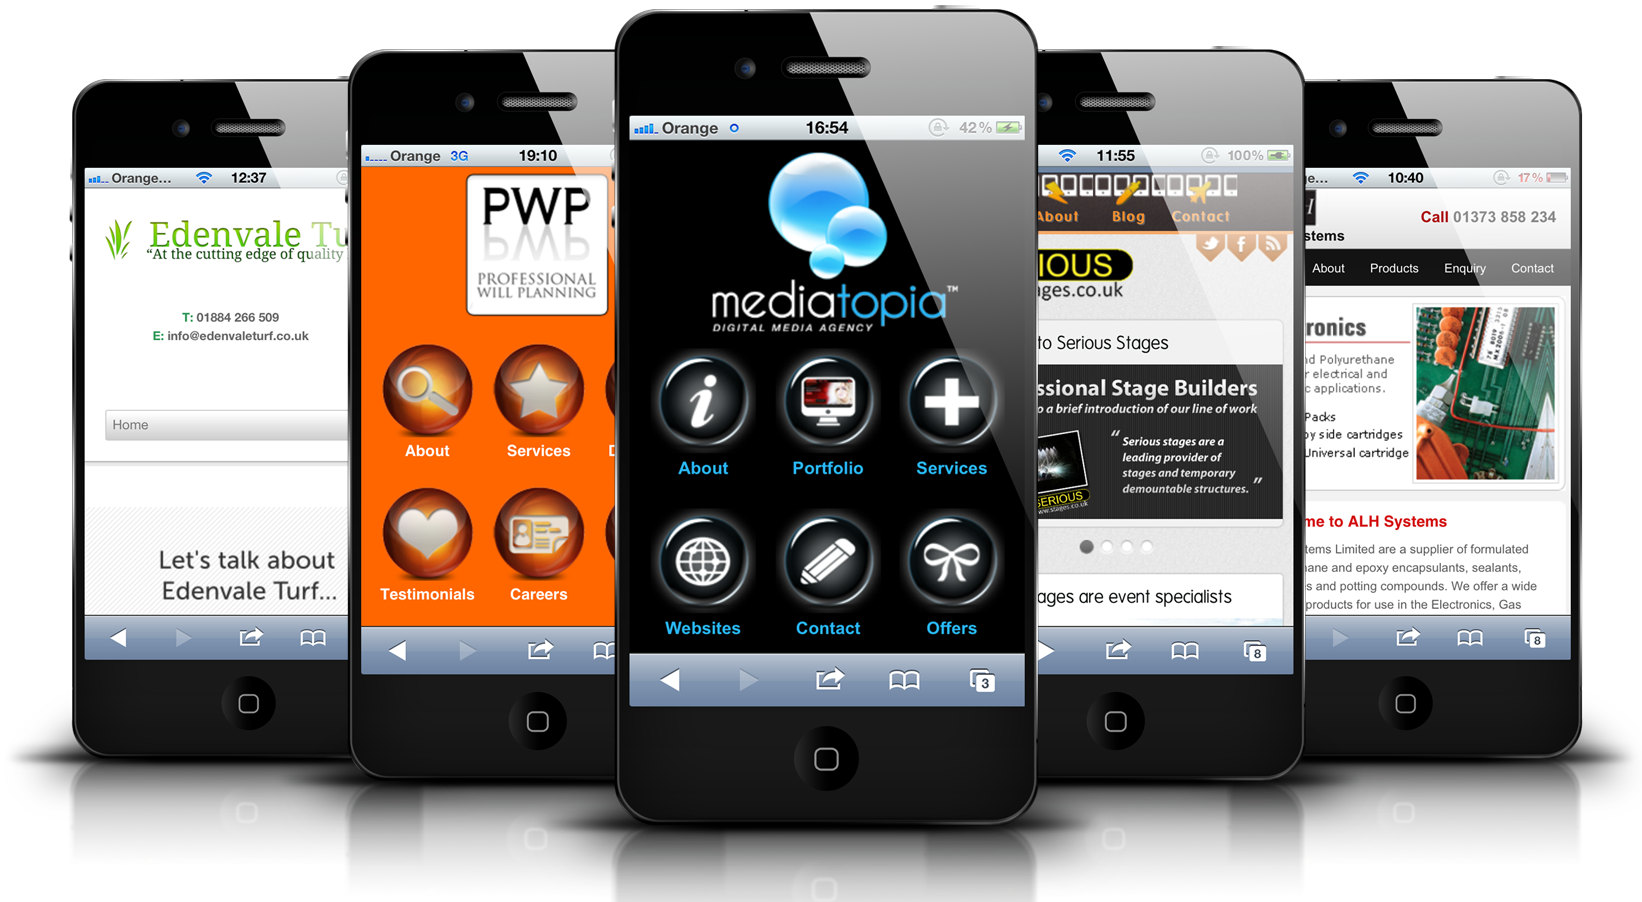 Orange...
12:37
Edenvale Tu
“At the cutting edge of quality
T: 01884 266 509
E: info@edenvaleturf.co.uk
Home
Let's talk about
Edenvale Turf...
Orange 3G
19:10
PWP
PROFESSIONAL
WILL PLANNING
About
Services
D
Testimonials
Careers
Orange
16:54
42%
mediatopia™
DIGITAL MEDIA AGENCY
About
Portfolio
Services
Websites
Contact
Offers
3
11:55
100%
About
Blog
Contact
IOUS
ages.co.uk
to Serious Stages
ssional Stage Builders
o a brief introduction of our line of work
“ Serious stages are a
leading provider of
stages and temporary
demountable structures. ”
SERIOUS
www.stages.co.uk
ages are event specialists
8
e...
10:40
17%
Call 01373 858 234
stems
About
Products
Enquiry
Contact
ronics
nd Polyurethane
r electrical and
c applications.
Packs
by side cartridges
Universal cartridge
me to ALH Systems
tems Limited are a supplier of formulated
hane and epoxy encapsulants, sealants,
s and potting compounds. We offer a wide
products for use in the Electronics, Gas
8